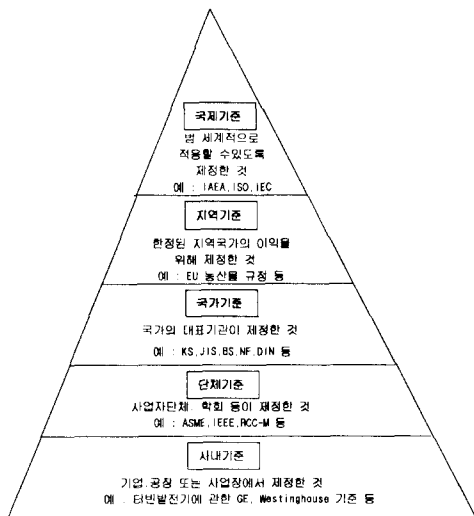 국제기준
범 세계적으로
적용할 수있도록
제정한 것
예 : IAEA,ISO,IEC
지역기준
한정된 지역국가의 이익을
위해 제정한 것
예 : EU 농산물 규정 등
국가기준
국가의 대표기관이 제정한 것
예 : KS,JIS,BS,NF,DIN 등
단체기준
사업자단체. 학회 등이 제정한 것
예 : ASME,IEEE,RCC-M 등
사내기준
기업.공장 또는 사업장에서 제정한 것
예 . 터빈발전기에 관한 GE, Westinghouse 기준 등